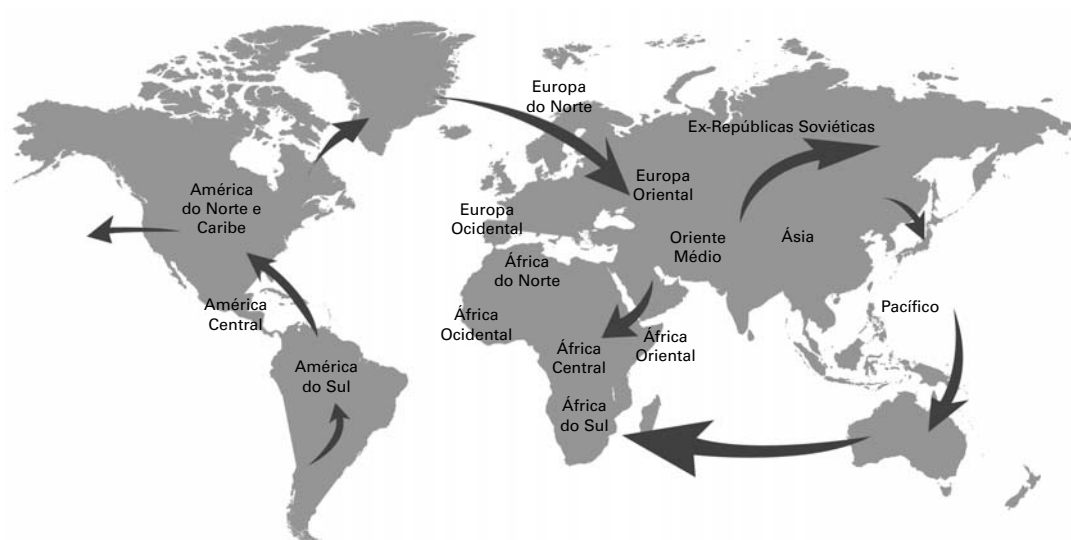 Europa
do Norte
Ex-Repúblicas Soviéticas
Europa
Oriental
América
do Norte e
Caribe
Europa
Ocidental
Oriente
Médio
Ásia
África
do Norte
América
Central
África
Ocidental
Pacífico
África
Oriental
África
Central
América
do Sul
África
do Sul